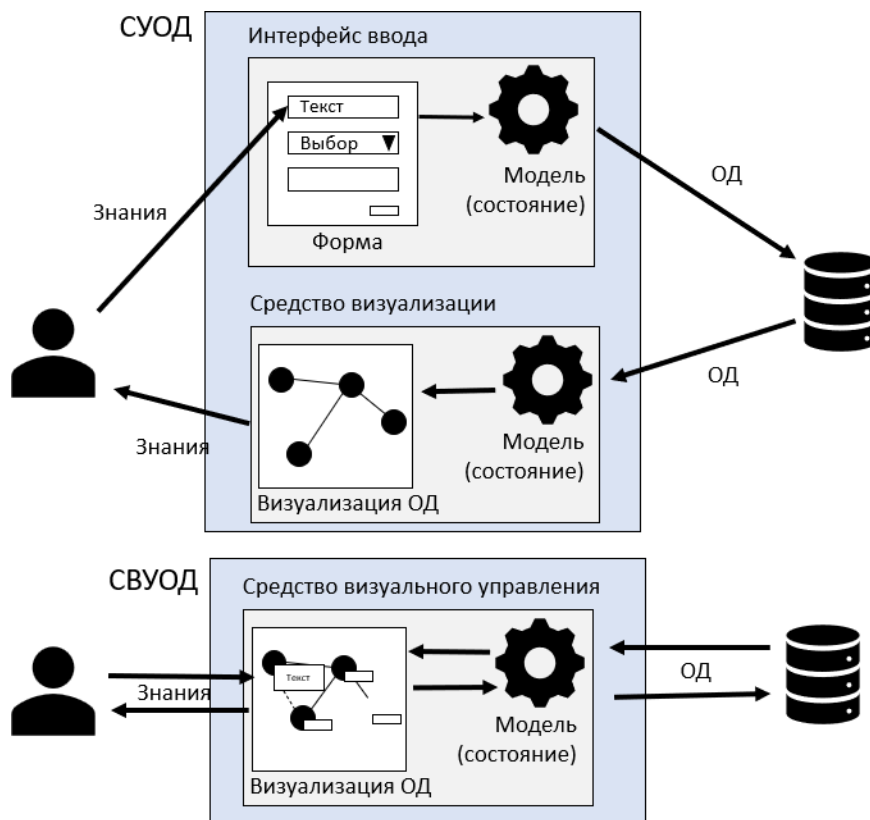 СУОД
Интерфейс ввода
Текст
Выбор
Модель
(состояние)
Форма
Знания
ОД
Средство визуализации
Модель
(состояние)
Визуализация ОД
Знания
ОД
СВУОД
Средство визуального управления
Текст
Знания
ОД
Модель
(состояние)
Визуализация ОД